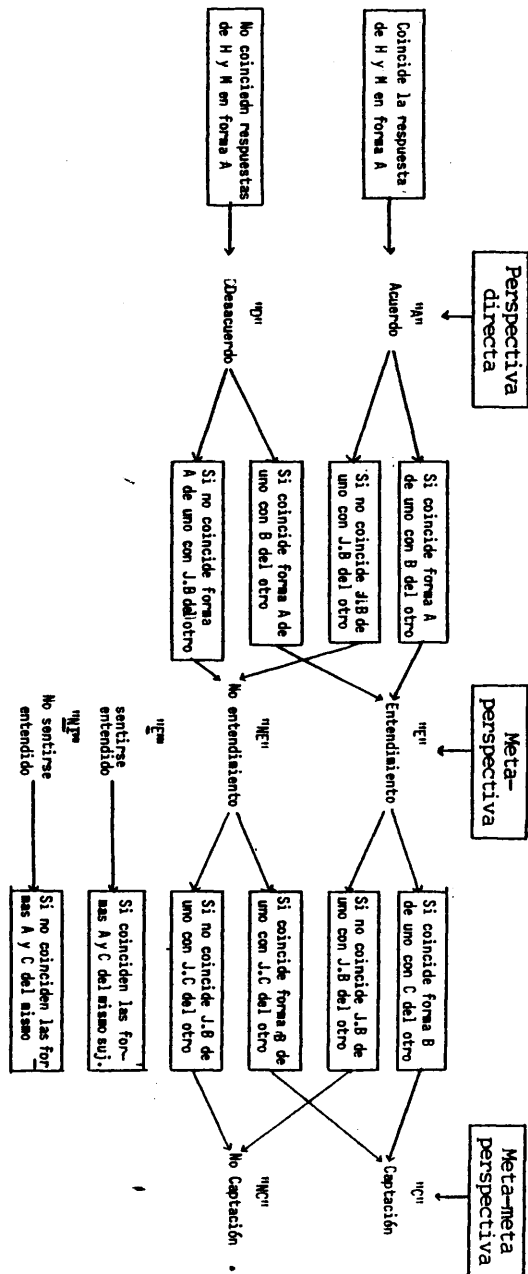 Perspectiva
directa
Meta-
perspectiva
Meta-meta
perspectiva
Coincide la respuesta
de H y M en forma A
"A"
Acuerdo
Si coincide forma A
de uno con B del otro
Si no coincide J.B de
uno con J.B del otro
"E"
Entendimiento
Si coincide forma B
de uno con C del otro
Si no coincide J.B de
uno con J.B del otro
"C"
Captación
No coinciedn respuestas
de H y M en forma A
"D"
Desacuerdo
Si coincide forma A de
uno con B del otro
Si no coincide forma
A de uno con J.B del otro
"NE"
No entendimiento
Si coincide forma B de
uno con J.C del otro
Si no coincide J.B de
uno con J.C del otro
"NC"
No Captación
"E"
sentirse
entendido
Si coinciden las for-
mas A y C del mismo suj.
No sentirse
entendido
Si no coinciden las for
mas A y C del mismo